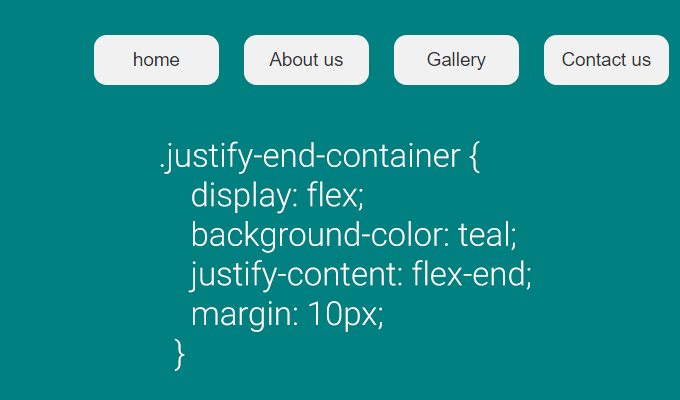 home About us Gallery Contact us
.justify-end-container {
display: flex;
background-color: teal;
justify-content: flex-end;
margin: 10px;
}